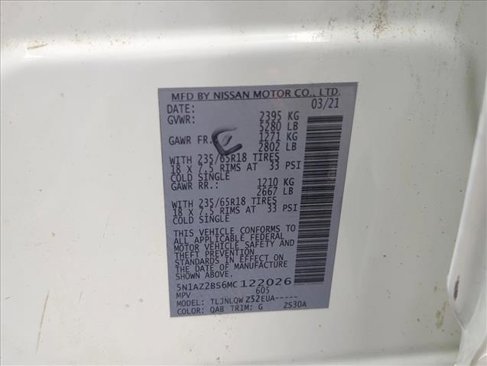 MFD BY NISSAN MOTOR CO., LTD.
DATE: 03/21
GVWR: 2395 KG
5280 LB
GAWR FR: 1271 KG
2802 LB
WITH 235/65R18 TIRES
18 X 7.5 RIMS AT 33 PSI
COLD SINGLE
GAWR RR.: 1210 KG
2667 LB
WITH 235/65R18 TIRES
18 X 7.5 RIMS AT 33 PSI
COLD SINGLE
THIS VEHICLE CONFORMS TO
ALL APPLICABLE FEDERAL
MOTOR VEHICLE SAFETY AND
THEFT PREVENTION
STANDARDS IN EFFECT ON
THE DATE OF MANUFACTURE
SHOWN ABOVE.
5N1AZ2BS6MC122026
MPV 605
MODEL: TLJNLQW Z52EUA-----
COLOR: QAB TRIM: G 2530A